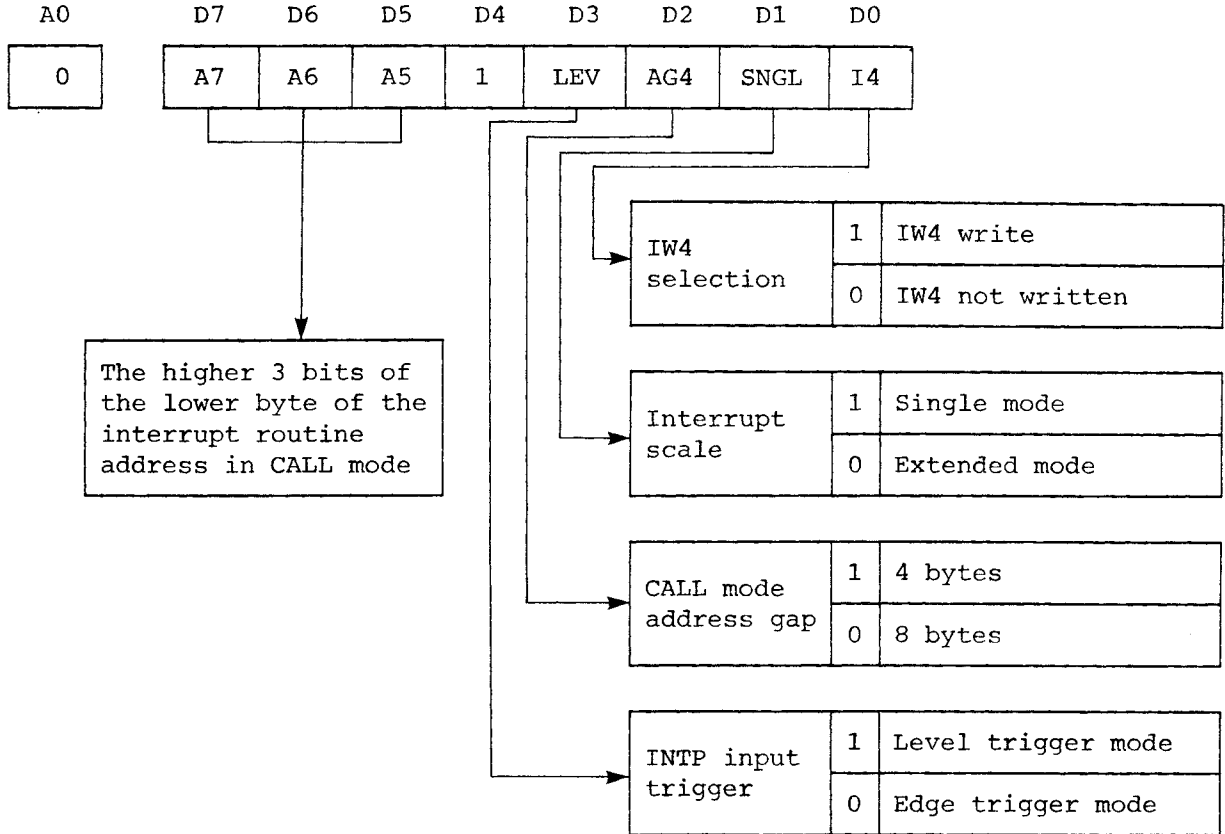 A0 D7 D6 D5 D4 D3 D2 D1 D0
0 A7 A6 A5 1 LEV AG4 SNGL I4
IW4
selection
1 IW4 write
0 IW4 not written
The higher 3 bits of
the lower byte of the
interrupt routine
address in CALL mode
Interrupt
scale
1 Single mode
0 Extended mode
CALL mode
address gap
1 4 bytes
0 8 bytes
INTP input
trigger
1 Level trigger mode
0 Edge trigger mode